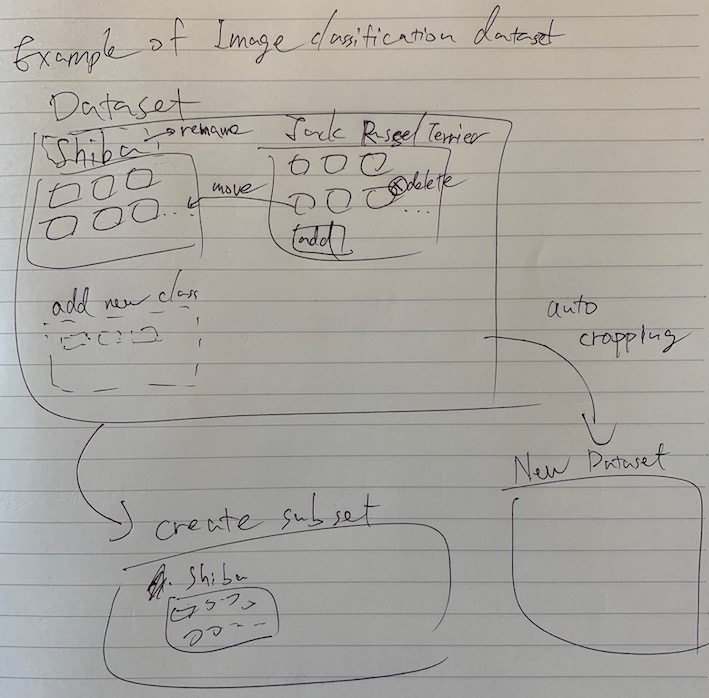 Example of Image classification dataset
Dataset
Shiba
rename
Jack Russel Terrier
move
delete
...
...
add
add new class
auto
cropping
New Dataset
create subset
Shiba